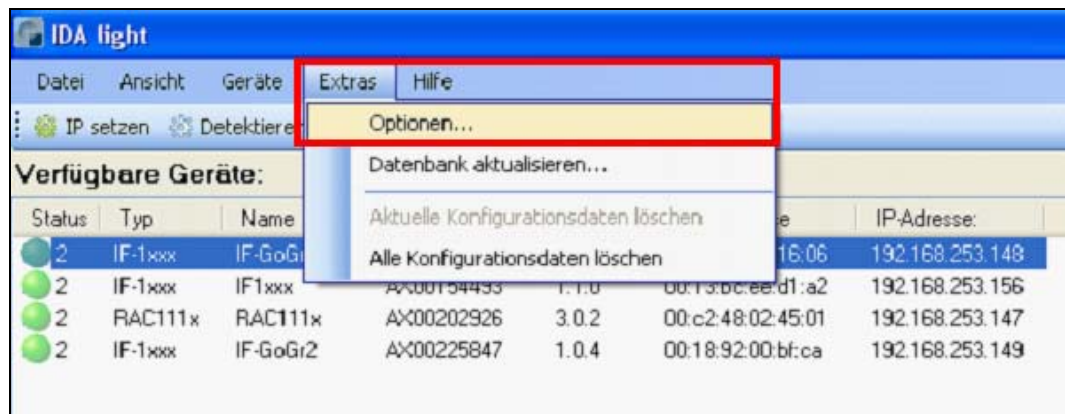 IDA light
Datei Ansicht Geräte Extras Hilfe
IP setzen Optionen...
Datenbank aktualisieren...
Verfügbare Geräte:
Aktuelle Konfigurationsdaten löschen
Alle Konfigurationsdaten löschen
Status Typ Name IP-Adresse:
2 IF-1xxx 16:06 192.168.253.148
2 IF-1xxx IF1xxx AX00154493 1.1.0 00:13:bc:ee:d1:a2 192.168.253.156
2 RAC111x RAC111x AX00202926 3.0.2 00:c2:48:02:45:01 192.168.253.147
2 IF-1xxx IF-GoGr2 AX00225847 1.0.4 00:18:92:00:bf:ca 192.168.253.149